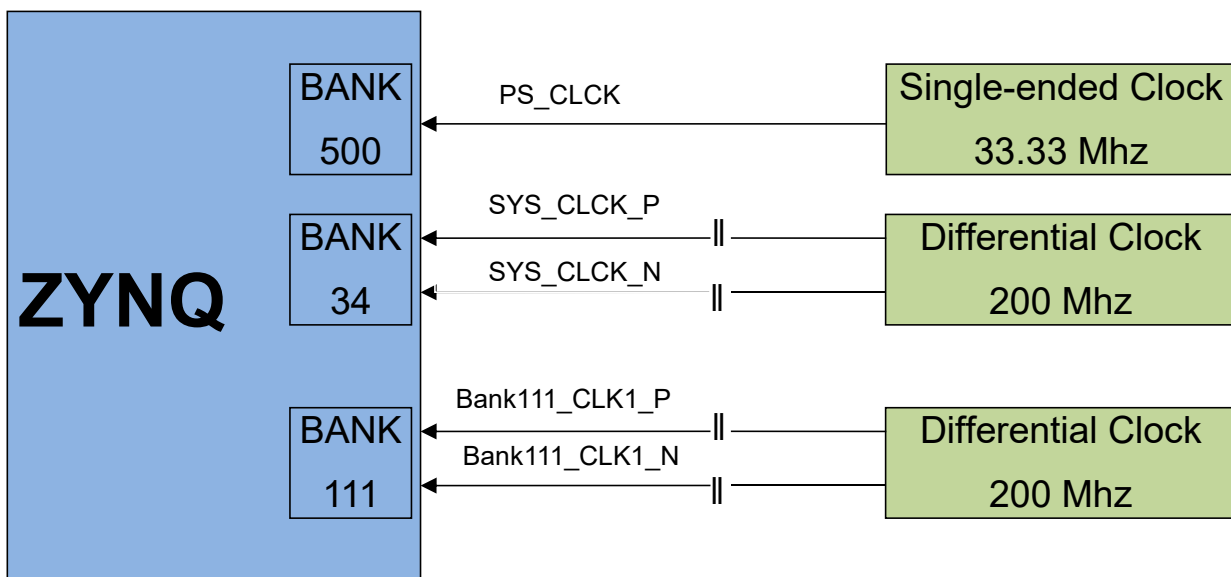 ZYNQ
BANK
500
PS_CLCK
Single-ended Clock
33.33 Mhz
BANK
34
SYS_CLCK_P
SYS_CLCK_N
Differential Clock
200 Mhz
BANK
111
Bank111_CLK1_P
Bank111_CLK1_N
Differential Clock
200 Mhz